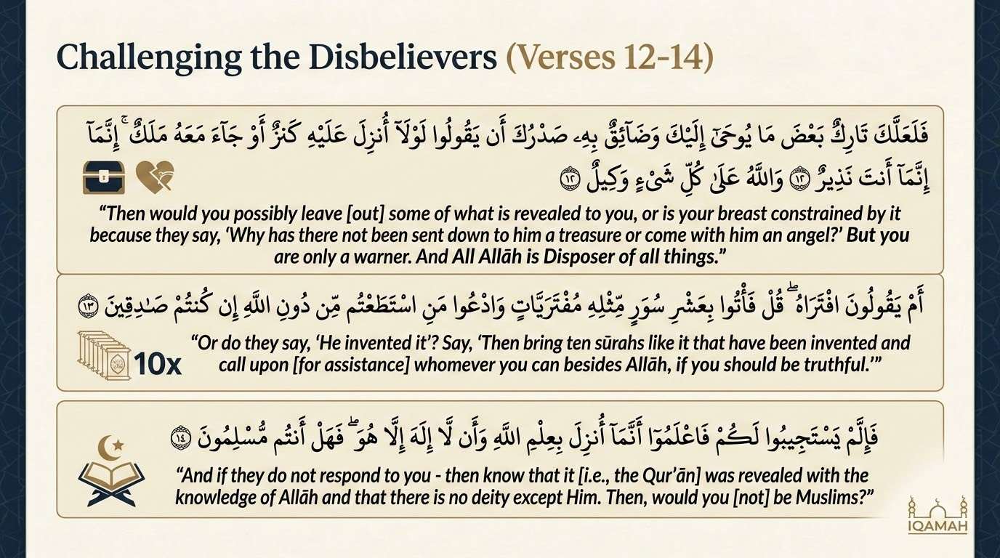 Challenging the Disbelievers (Verses 12-14)
فَلَعَلَّكَ تَارِكٌ بَعْضَ مَا يُوحَىٰٓ إِلَيْكَ وَضَآئِقٌ بِهِۦ صَدْرُكَ أَن يَقُولُوا لَوْلَآ أُنزِلَ عَلَيْهِ كَنزٌ أَوْ جَآءَ مَعَهُ مَلَكٌ ۚ إِنَّمَآ
إِنَّمَآ أَنتَ نَذِيرٌ ۝١٢ وَاللَّهُ عَلَىٰ كُلِّ شَىْءٍ وَكِيلٌ ۝١٢
“Then would you possibly leave [out] some of what is revealed to you, or is your breast constrained by it
because they say, ‘Why has there not been sent down to him a treasure or come with him an angel?’ But you
are only a warner. And All Allāh is Disposer of all things.”
أَمْ يَقُولُونَ افْتَرَاهُ ۖ قُلْ فَأْتُوا بِعَشْرِ سُوَرٍ مِّثْلِهِ مُفْتَرَيَاتٍ وَادْعُوا مَنِ اسْتَطَعْتُم مِّن دُونِ اللَّهِ إِن كُنتُمْ صَـٰدِقِينَ ۝١٣
“Or do they say, ‘He invented it’? Say, ‘Then bring ten sūrahs like it that have been invented and
10x
call upon [for assistance] whomever you can besides Allāh, if you should be truthful.’”
فَإِلَّمْ يَسْتَجِيبُوا لَكُمْ فَاعْلَمُوٓا أَنَّمَآ أُنزِلَ بِعِلْمِ اللَّهِ وَأَن لَّا إِلَهَ إِلَّا هُوَ ۖ فَهَلْ أَنتُم مُّسْلِمُونَ ۝١٤
“And if they do not respond to you - then know that it [i.e., the Qur’ān] was revealed with the
knowledge of Allāh and that there is no deity except Him. Then, would you [not] be Muslims?”
IQAMAH